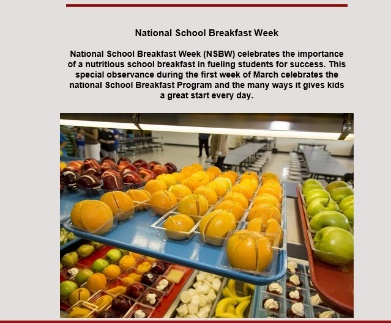 National School Breakfast Week
National School Breakfast Week (NSBW) celebrates the importance
of a nutritious school breakfast in fueling students for success. This
special observance during the first week of March celebrates the
national School Breakfast Program and the many ways it gives kids
a great start every day.